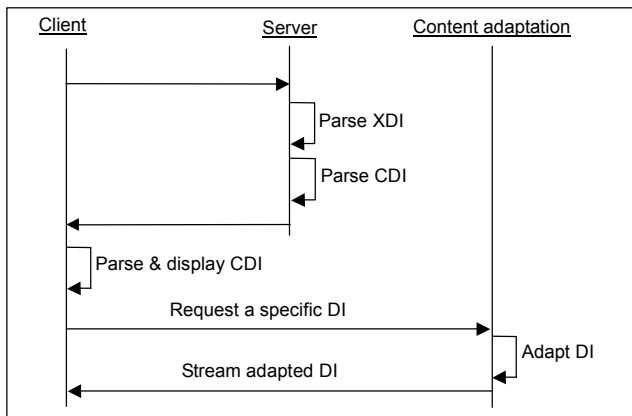 Client
Server
Content adaptation
Parse XDI
Parse CDI
Parse & display CDI
Request a specific DI
Adapt DI
Stream adapted DI